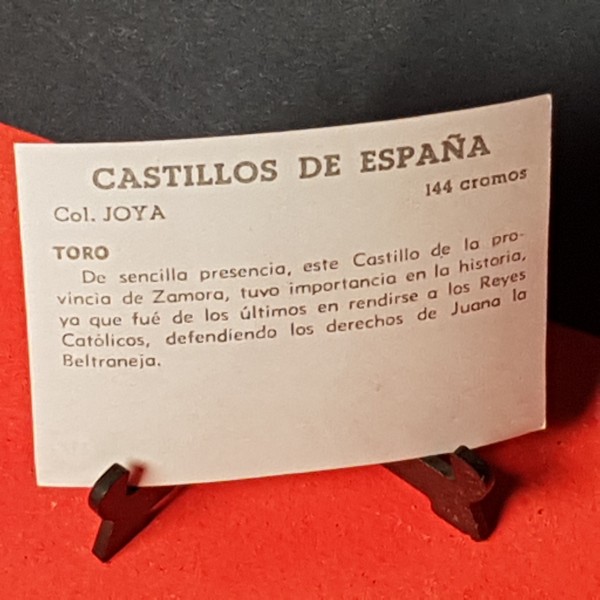 CASTILLOS DE ESPAÑA
Col. JOYA
144 cromos
TORO
De sencilla presencia, este Castillo de la pro-
vincia de Zamora, tuvo importancia en la historia,
ya que fué de los últimos en rendirse a los Reyes
Católicos, defendiendo los derechos de Juana la
Beltraneja.